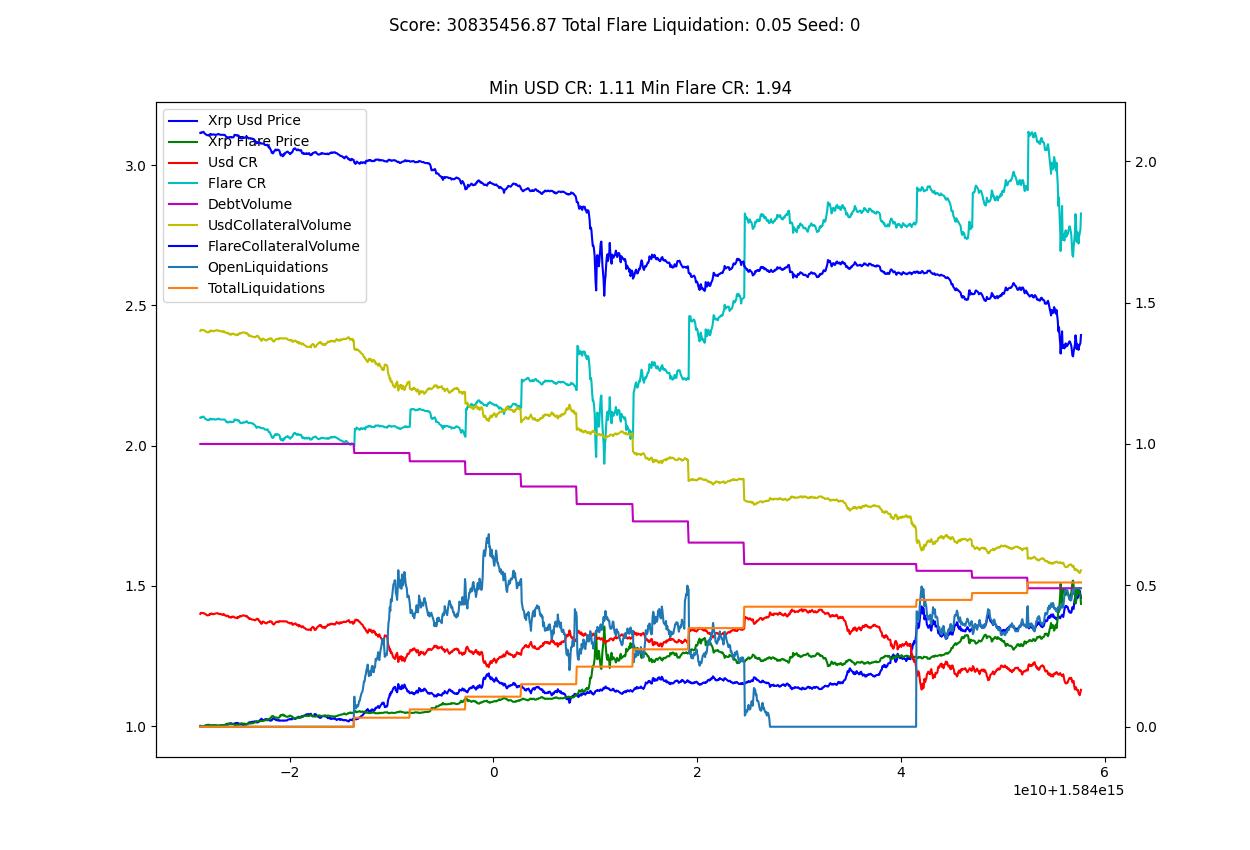 Score: 30835456.87 Total Flare Liquidation: 0.05 Seed: 0
Min USD CR: 1.11 Min Flare CR: 1.94
Xrp Usd Price
Xrp Flare Price
Usd CR
Flare CR
DebtVolume
UsdCollateralVolume
FlareCollateralVolume
OpenLiquidations
TotalLiquidations
3.0
2.5
2.0
1.5
1.0
2.0
1.5
1.0
0.5
0.0
−2 0 2 4 6
1e10+1.584e15